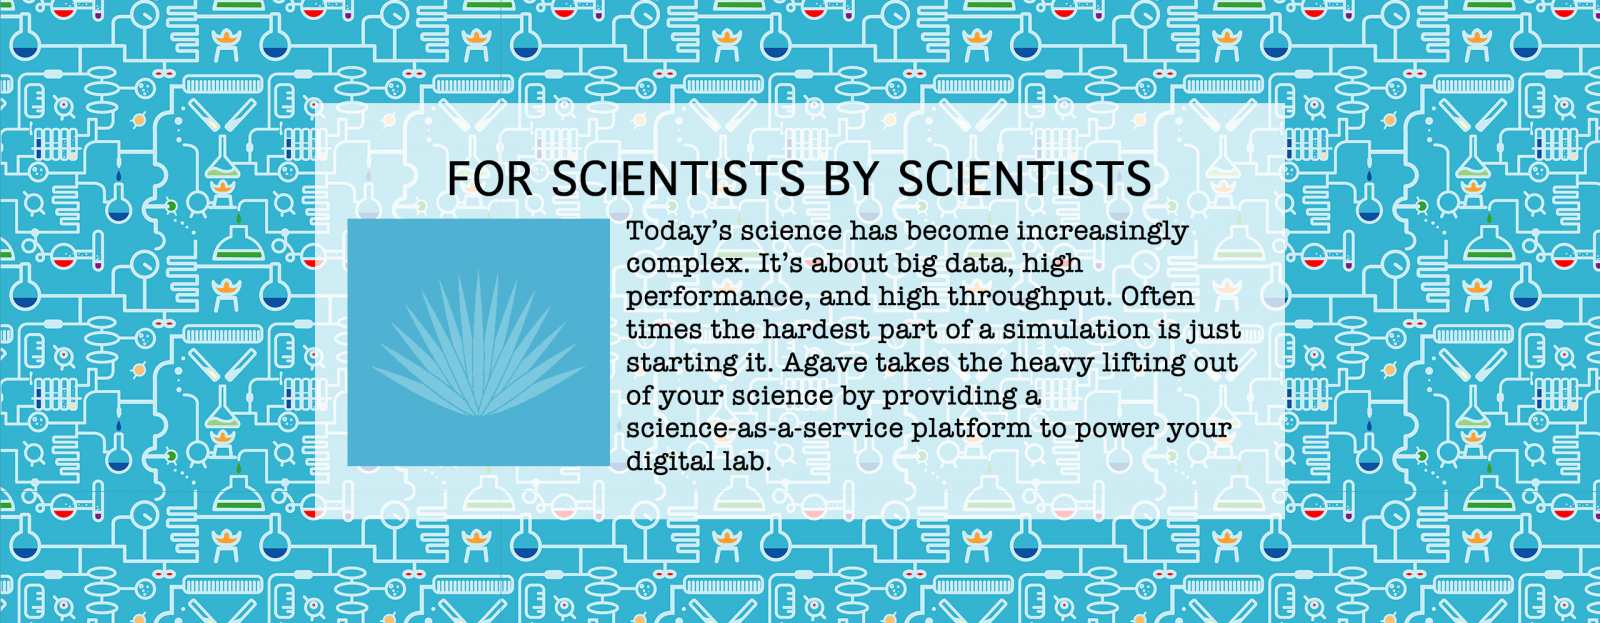 FOR SCIENTISTS BY SCIENTISTS
Today’s science has become increasingly
complex. It’s about big data, high
performance, and high throughput. Often
times the hardest part of a simulation is just
starting it. Agave takes the heavy lifting out
of your science by providing a
science-as-a-service platform to power your
digital lab.